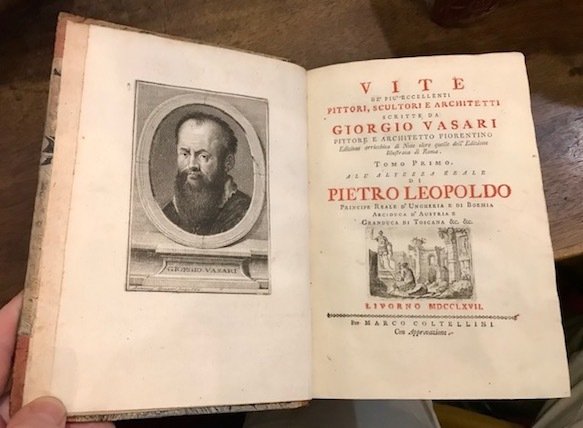 GIORGIO VASARI
VITE
DE' PIU' ECCELLENTI
PITTORI, SCULTORI E ARCHITETTI
SCRITTE DA
GIORGIO VASARI
PITTORE E ARCHITETTO FIORENTINO
Edizione arricchita di Note oltre quelle dell' Edizione
Illustrata di Roma.
TOMO PRIMO.
ALL' ALTEZZA REALE
DI
PIETRO LEOPOLDO
PRINCIPE REALE D'UNGHERIA E DI BOEMIA
ARCIDUCA D'AUSTRIA E
GRANDUCA DI TOSCANA &c. &c.
LIVORNO MDCCLXVII.
Per MARCO COLTELLINI
Con Approvazione.